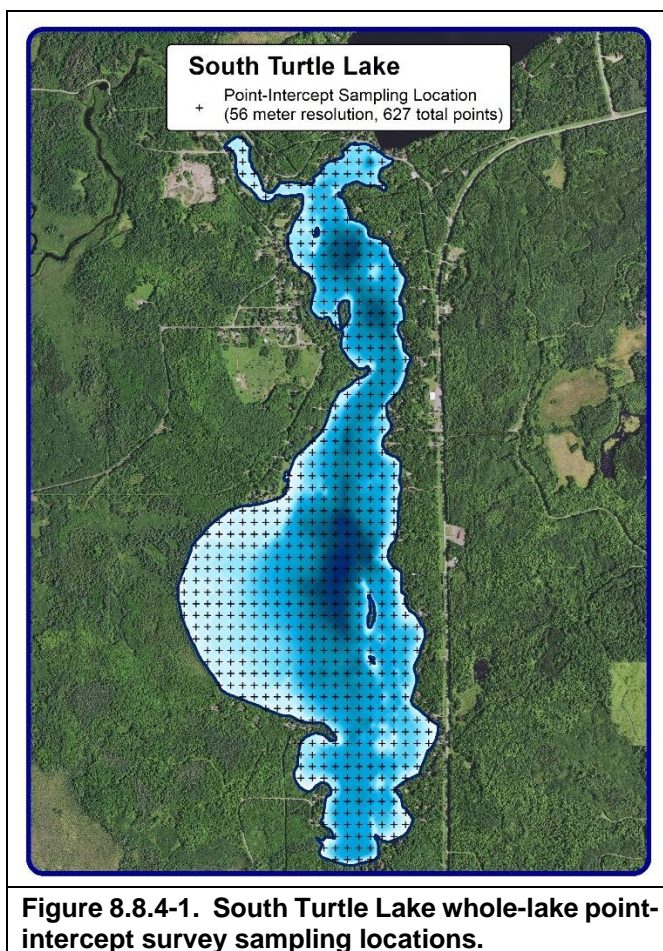 South Turtle Lake
+ Point-Intercept Sampling Location
(56 meter resolution, 627 total points)
Figure 8.8.4-1. South Turtle Lake whole-lake point-
intercept survey sampling locations.